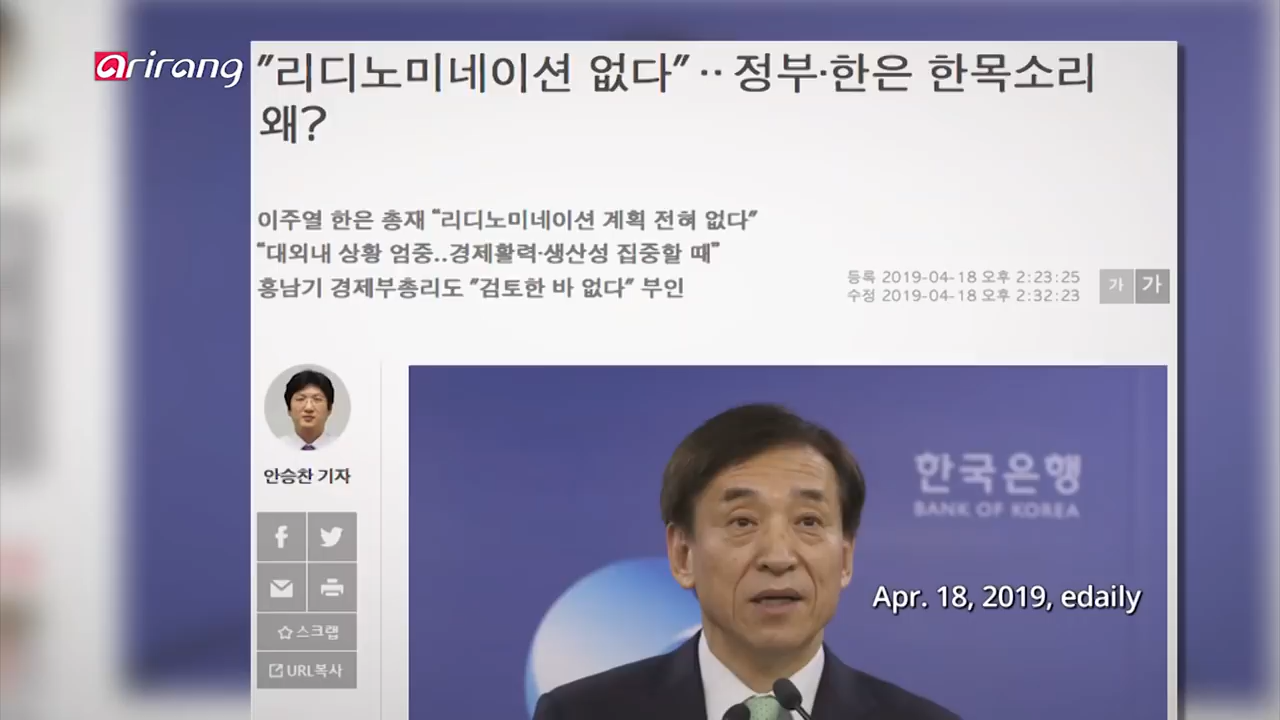 arirang
"리디노미네이션 없다"‥정부·한은 한목소리
왜?
이주열 한은 총재 "리디노미네이션 계획 전혀 없다"
"대외내 상황 엄중..경제활력·생산성 집중할 때"
홍남기 경제부총리도 "검토한 바 없다" 부인
등록 2019-04-18 오후 2:23:25
수정 2019-04-18 오후 2:32:23
가 가
안승찬 기자
스크랩
URL복사
한국은행
BANK OF KOREA
Apr. 18, 2019, edaily